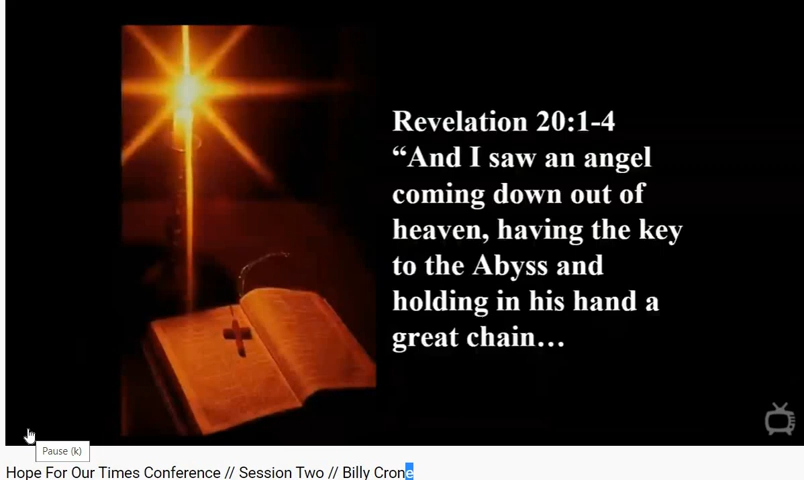 Revelation 20:1-4
“And I saw an angel
coming down out of
heaven, having the key
to the Abyss and
holding in his hand a
great chain…
Pause (k)
Hope For Our Times Conference // Session Two // Billy Crone